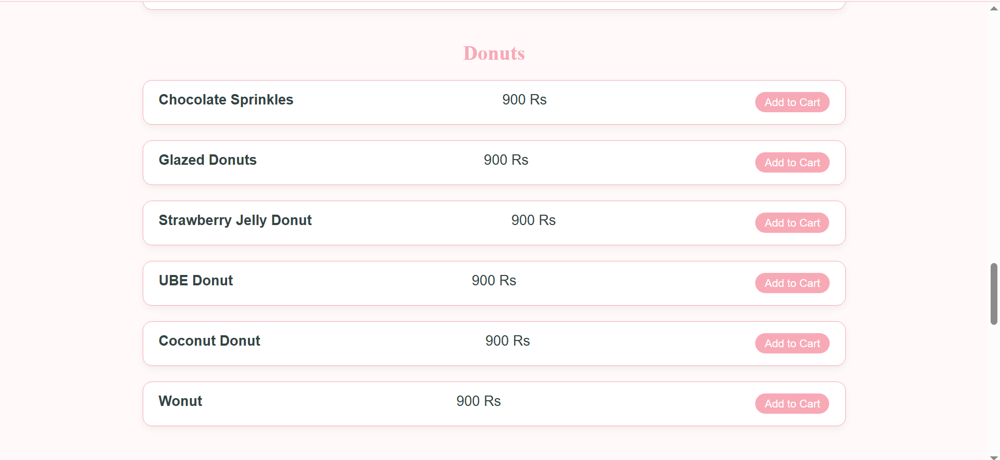 Donuts
Chocolate Sprinkles 900 Rs Add to Cart
Glazed Donuts 900 Rs Add to Cart
Strawberry Jelly Donut 900 Rs Add to Cart
UBE Donut 900 Rs Add to Cart
Coconut Donut 900 Rs Add to Cart
Wonut 900 Rs Add to Cart